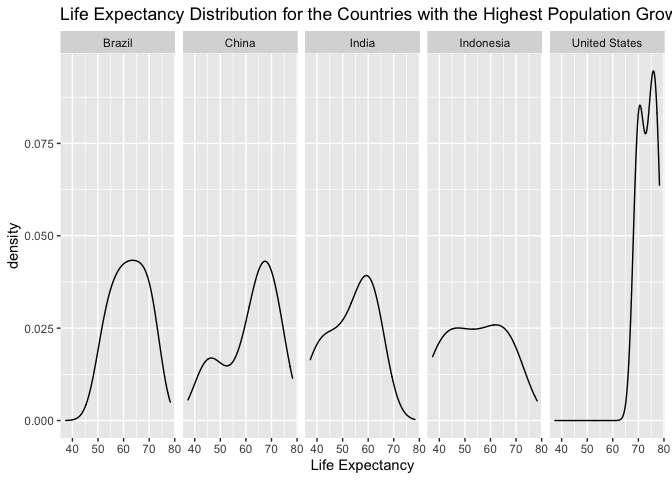 Life Expectancy Distribution for the Countries with the Highest Population Grow
Brazil China India Indonesia United States
0.075
0.050
0.025
0.000
density
40 50 60 70 80 40 50 60 70 80 40 50 60 70 80 40 50 60 70 80 40 50 60 70 80
Life Expectancy